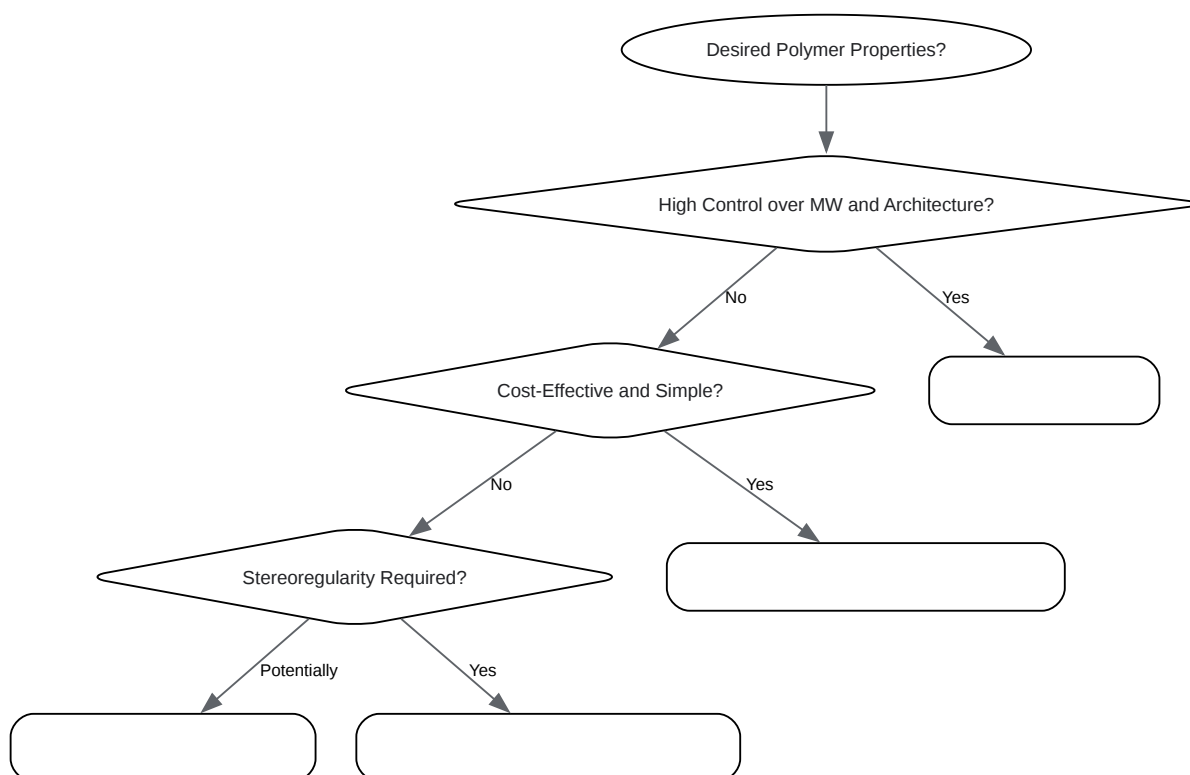 Desired Polymer Properties?
High Control over MW and Architecture?
No
Yes
Cost-Effective and Simple?
No
Yes
Stereoregularity Required?
Potentially
Yes